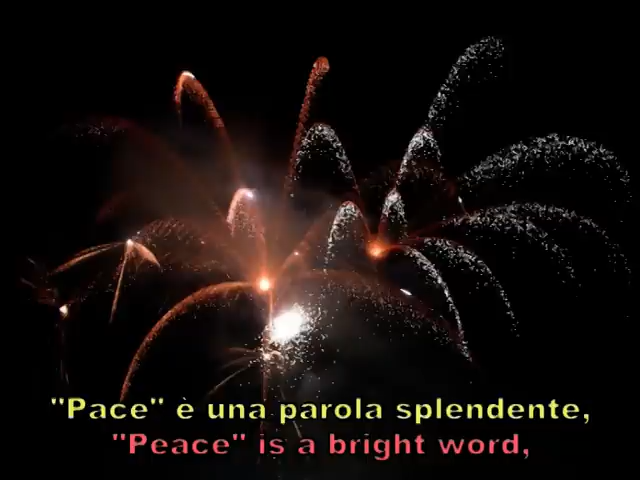 "Pace" è una parola splendente,
"Peace" is a bright word,